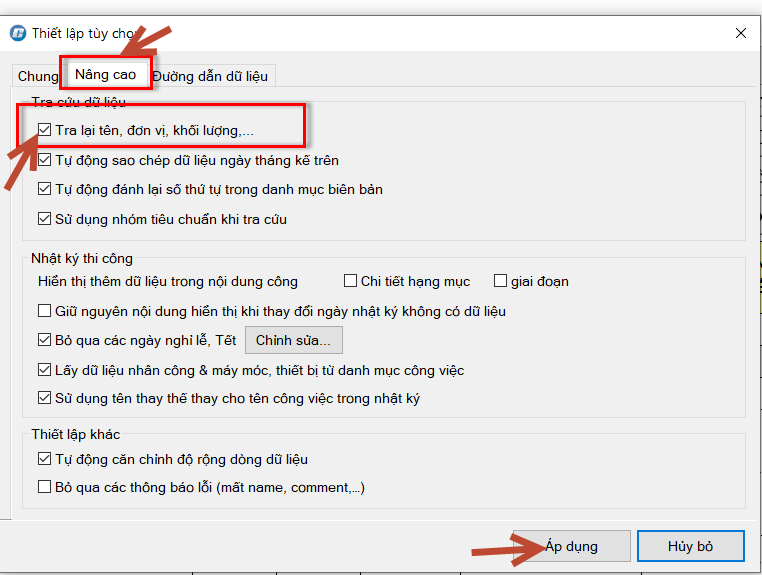 Thiết lập tùy chọn
Chung
Nâng cao
Đường dẫn dữ liệu
Tra cứu dữ liệu
Tra lại tên, đơn vị, khối lượng,...
Tự động sao chép dữ liệu ngày tháng kế trên
Tự động đánh lại số thứ tự trong danh mục biên bản
Sử dụng nhóm tiêu chuẩn khi tra cứu
Nhật ký thi công
Hiển thị thêm dữ liệu trong nội dung công
Chi tiết hạng mục
giai đoạn
Giữ nguyên nội dung hiển thị khi thay đổi ngày nhật ký không có dữ liệu
Bỏ qua các ngày nghỉ lễ, Tết
Chỉnh sửa...
Lấy dữ liệu nhân công & máy móc, thiết bị từ danh mục công việc
Sử dụng tên thay thế thay cho tên công việc trong nhật ký
Thiết lập khác
Tự động căn chỉnh độ rộng dòng dữ liệu
Bỏ qua các thông báo lỗi (mất name, comment,...)
Áp dụng
Hủy bỏ